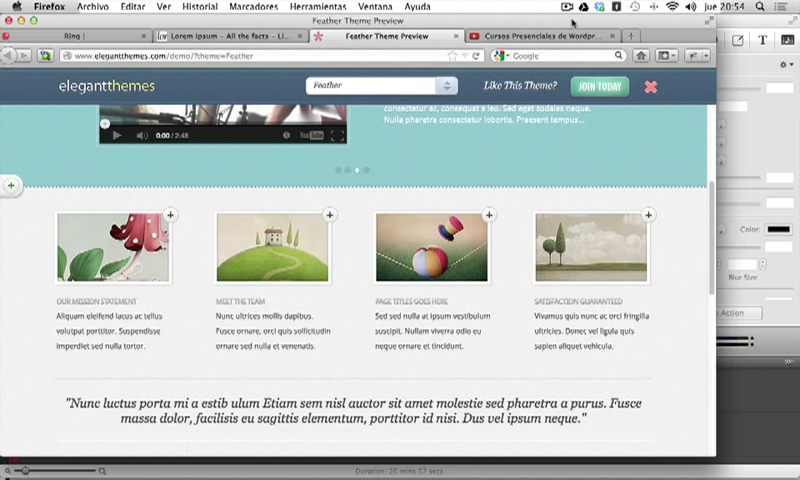 Firefox Archivo Editar Ver Historial Marcadores Herramientas Ventana Ayuda jue 20:54
Feather Theme Preview
Ring | Lorem Ipsum - All the facts - Li... Feather Theme Preview Cursos Presenciales de Wordpr...
www.elegantthemes.com/demo/?theme=Feather Google
elegantthemes Feather Like This Theme? JOIN TODAY
consectetur ac, consequat a leo. Sed eget sodales neque.
Nulla pharetra consectetur lobortis. Praesent tempus...
0:00 / 2:48 YouTube
Color:
Blur Size
OUR MISSION STATEMENT
Aliquam eleifend lacus ac tellus
volutpat porttitor. Suspendisse
imperdiet sed nulla tortor.
MEET THE TEAM
Nunc ultrices mollis dapibus.
Fusce ornare, orci quis sollicitudin
ornare sed nulla et venenatis.
PAGE TITLES GOES HERE
Sed sed nulla at ipsum vestibulum
suscipit. Nullam viverra odio eu
neque ornare et tincidunt.
SATISFACTION GUARANTEED
Vivamus quis nunc ac orci fringilla
ultricies. Donec vel ligula quis
sapien aliquet vehicula.
Action
"Nunc luctus porta mi a estib ulum Etiam sem nisl auctor sit amet molestie sed pharetra a purus. Fusce
massa dolor, facilisis eu sagittis elementum, porttitor id nisi. Dus vel ipsum neque."
Duration: 20 mins 57 secs